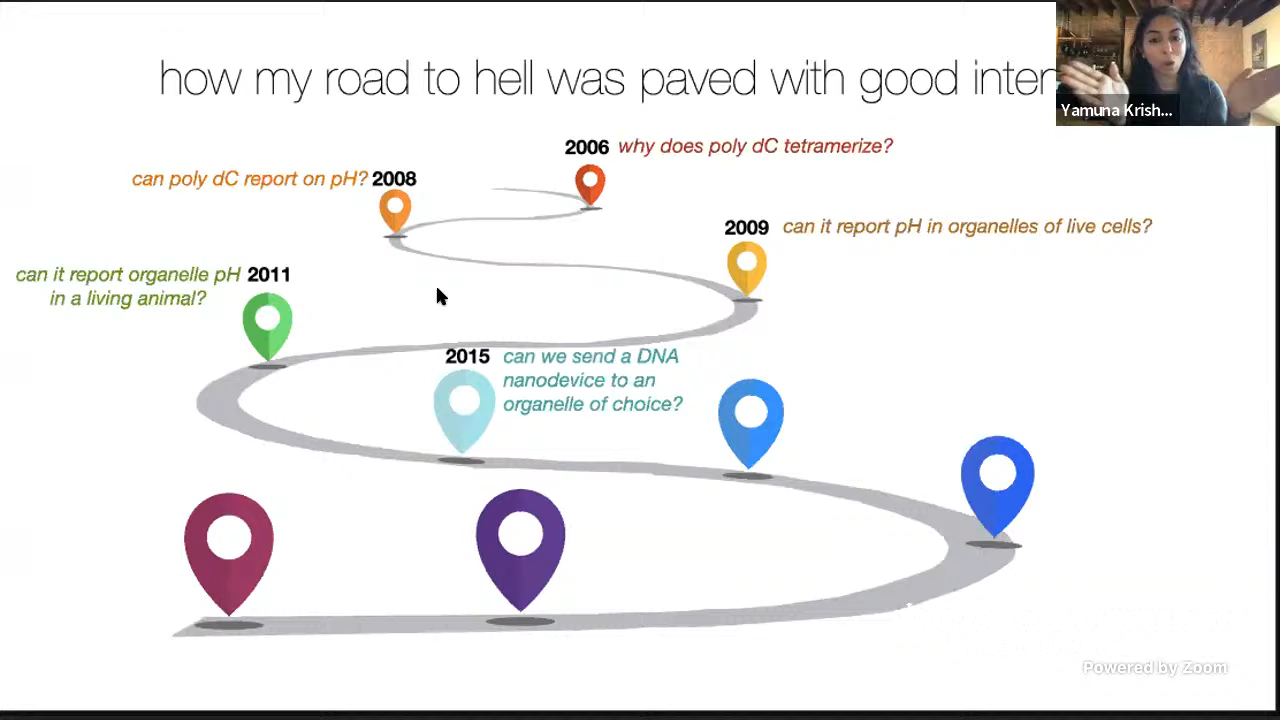 how my road to hell was paved with good inten
Yamuna Krish...
2006 why does poly dC tetramerize?
can poly dC report on pH? 2008
2009 can it report pH in organelles of live cells?
can it report organelle pH 2011
in a living animal?
2015 can we send a DNA
nanodevice to an
organelle of choice?
Powered by Zoom